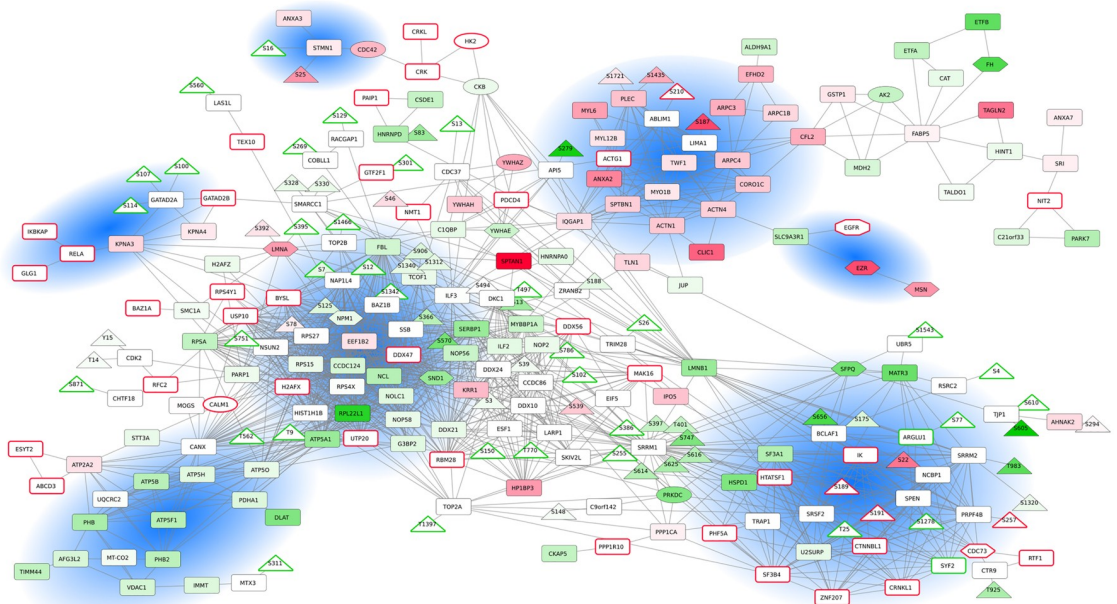 ANXA3
S16
STMN1
CDC42
S25
CRKL
HK2
CRK
CKB
PAIP1
CSDE1
HNRNPD
S83
S13
S560
LAS1L
TEX10
S129
RACGAP1
S269
COBLL1
GTF2F1
S301
S328
S330
SMARCC1
S46
NMT1
CDC37
YWHAZ
YWHAH
PDCD4
API5
S279
C1QBP
YWHAE
HNRNPA0
ALDH9A1
S1721
S1435
S210
EFHD2
PLEC
MYL6
ABLIM1
S187
ARPC3
ARPC1B
MYL12B
LIMA1
ACTG1
TWF1
ARPC4
ANXA2
MYO1B
CORO1C
SPTBN1
ACTN4
IQGAP1
ACTN1
TLN1
CLIC1
JUP
CFL2
ETFB
ETFA
FH
CAT
GSTP1
AK2
TAGLN2
FABP5
MDH2
HINT1
TALDO1
ANXA7
SRI
NIT2
C21orf33
PARK7
SLC9A3R1
EGFR
EZR
MSN
S107
S100
S114
GATAD2A
GATAD2B
IKBKAP
RELA
KPNA3
KPNA4
GLG1
S392
S395
S1466
LMNA
TOP2B
FBL
S906
S1340
S1312
TCOF1
H2AFZ
S7
S12
NAP1L4
RPS4Y1
BYSL
S1342
BAZ1B
ILF3
S494
DKC1
ZRANB2
S188
T497
S13
SPTAN1
BAZ1A
SMC1A
USP10
S78
S125
NPM1
S366
SSB
SERBP1
MYBBP1A
DDX56
S26
RPSA
S751
NSUN2
RPS27
EEF1B2
S570
NOP56
ILF2
NOP2
S786
TRIM28
DDX47
Y15
T14
CDK2
RFC2
S871
CHTF18
PARP1
MOGS
CALM1
H2AFX
RPS15
CCDC124
NCL
SND1
DDX24
S39
S102
RPS4X
NOLC1
KRR1
CCDC86
MAK16
IPO5
LMNB1
HIST1H1B
RPL22L1
NOP58
S3
DDX10
S539
EIF5
STT3A
CANX
T562
T9
ATP5A1
UTP20
G3BP2
DDX21
ESF1
LARP1
S386
S397
T401
S747
RBM28
S150
T770
SKIV2L
S255
SRRM1
S616
S625
S614
ESYT2
ATP2A2
ABCD3
ATP5B
ATP5H
ATP5O
UQCRC2
PDHA1
PHB
ATP5F1
DLAT
AFG3L2
MT-CO2
PHB2
TIMM44
VDAC1
IMMT
MTX3
S311
HP1BP3
TOP2A
T1397
S148
C9orf142
PRKDC
PPP1CA
CKAP5
PPP1R10
PHF5A
S1541
UBR5
SFPQ
MATR3
RSRC2
S4
S656
S175
S77
TJP1
S610
S605
AHNAK2
S294
BCLAF1
ARGLU1
SF3A1
IK
S22
SRRM2
T983
HSPD1
HTATSF1
S189
NCBP1
SPEN
S1320
SRSF2
S191
S1278
PRPF4B
S257
TRAP1
T25
U2SURP
CTNNBL1
SYF2
CDC73
RTF1
CTR9
SF3B4
CRNKL1
T925
ZNF207